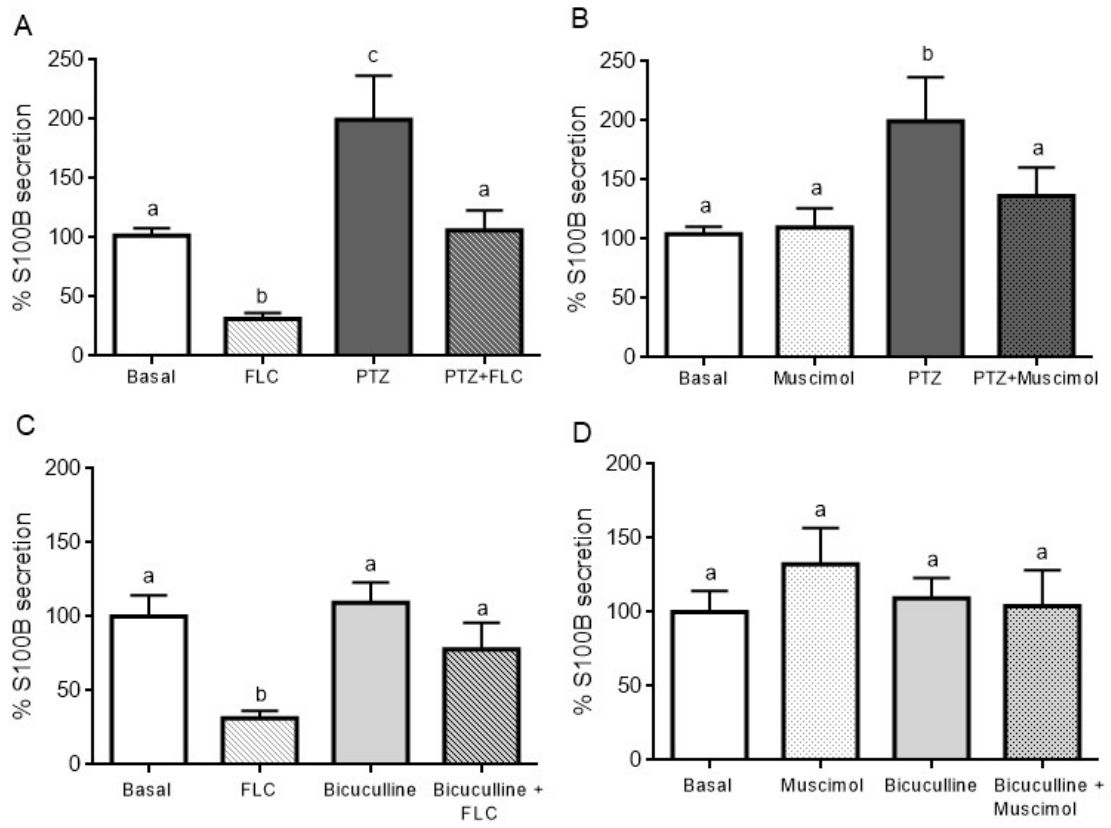 A
% S100B secretion
250
200
150
100
50
0
a
b
c
a
Basal FLC PTZ PTZ+FLC
B
% S100B secretion
250
200
150
100
50
0
a
a
b
a
Basal Muscimol PTZ PTZ+Muscimol
C
% S100B secretion
200
150
100
50
0
a
b
a
a
Basal FLC Bicuculline Bicuculline +
FLC
D
% S100B secretion
200
150
100
50
0
a
a
a
a
Basal Muscimol Bicuculline Bicuculline +
Muscimol